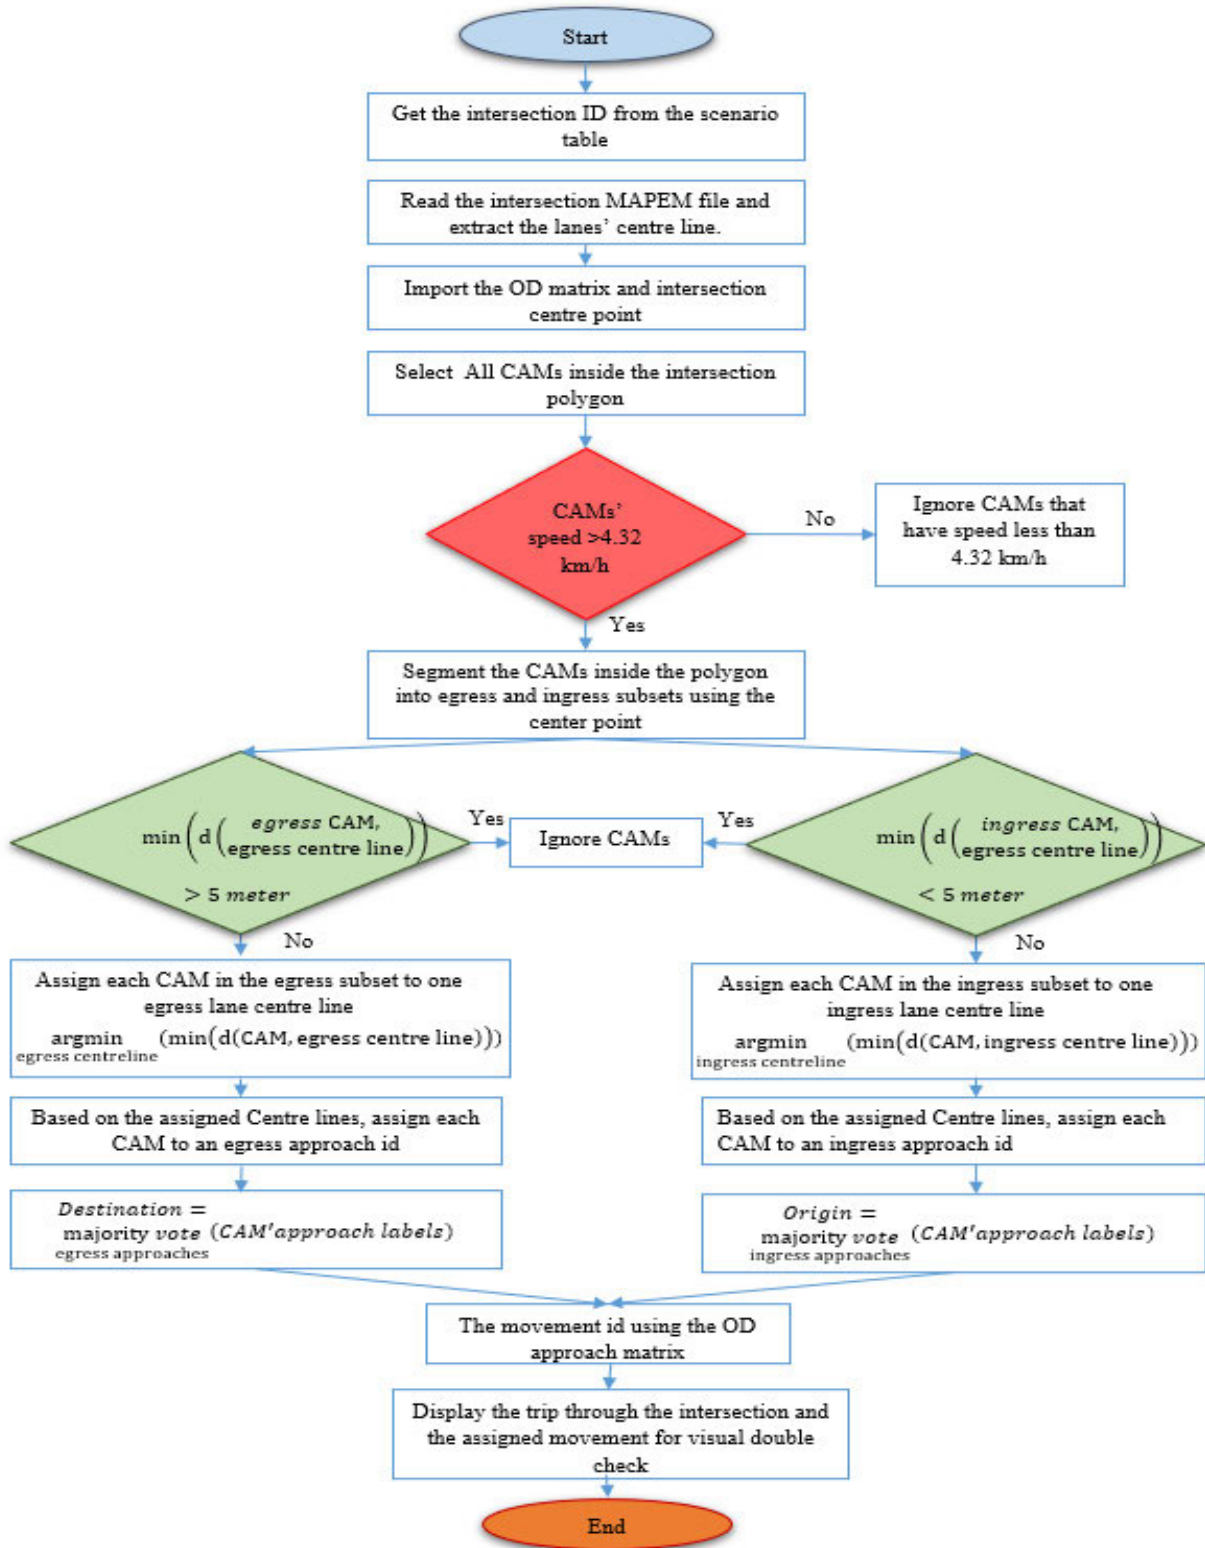 Start
Get the intersection ID from the scenario
table
Read the intersection MAPEM file and
extract the lanes’ centre line.
Import the OD matrix and intersection
centre point
Select All CAMs inside the intersection
polygon
CAMs’
speed >4.32
km/h
No
Ignore CAMs that
have speed less than
4.32 km/h
Yes
Segment the CAMs inside the polygon
into egress and ingress subsets using the
center point
min(d(egress CAM,
egress centre line))
> 5 meter
Yes
Ignore CAMs
Yes
min(d(ingress CAM,
egress centre line))
< 5 meter
No
No
Assign each CAM in the egress subset to one
egress lane centre line
argmin (min(d(CAM, egress centre line)))
egress centreline
Assign each CAM in the ingress subset to one
ingress lane centre line
argmin (min(d(CAM, ingress centre line)))
ingress centreline
Based on the assigned Centre lines, assign each
CAM to an egress approach id
Based on the assigned Centre lines, assign each
CAM to an ingress approach id
Destination =
majority vote (CAM'approach labels)
egress approaches
Origin =
majority vote (CAM'approach labels)
ingress approaches
The movement id using the OD
approach matrix
Display the trip through the intersection and
the assigned movement for visual double
check
End